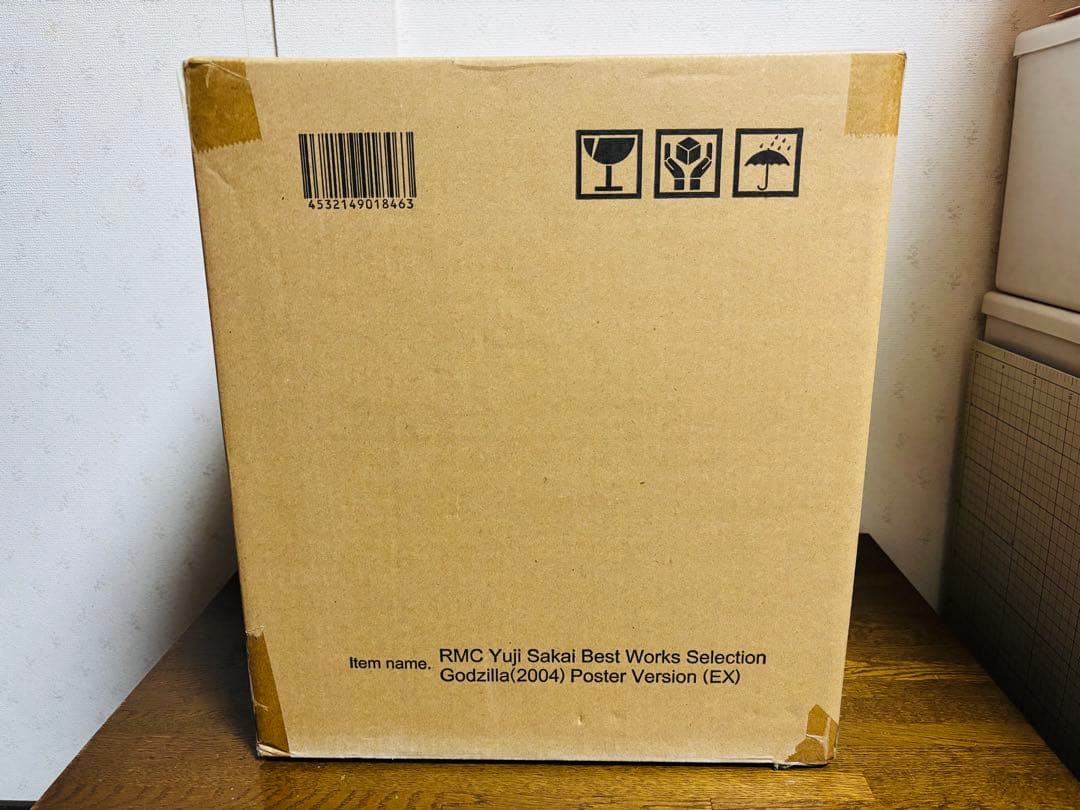 4532149018463
Item name. RMC Yuji Sakai Best Works Selection
Godzilla(2004) Poster Version (EX)